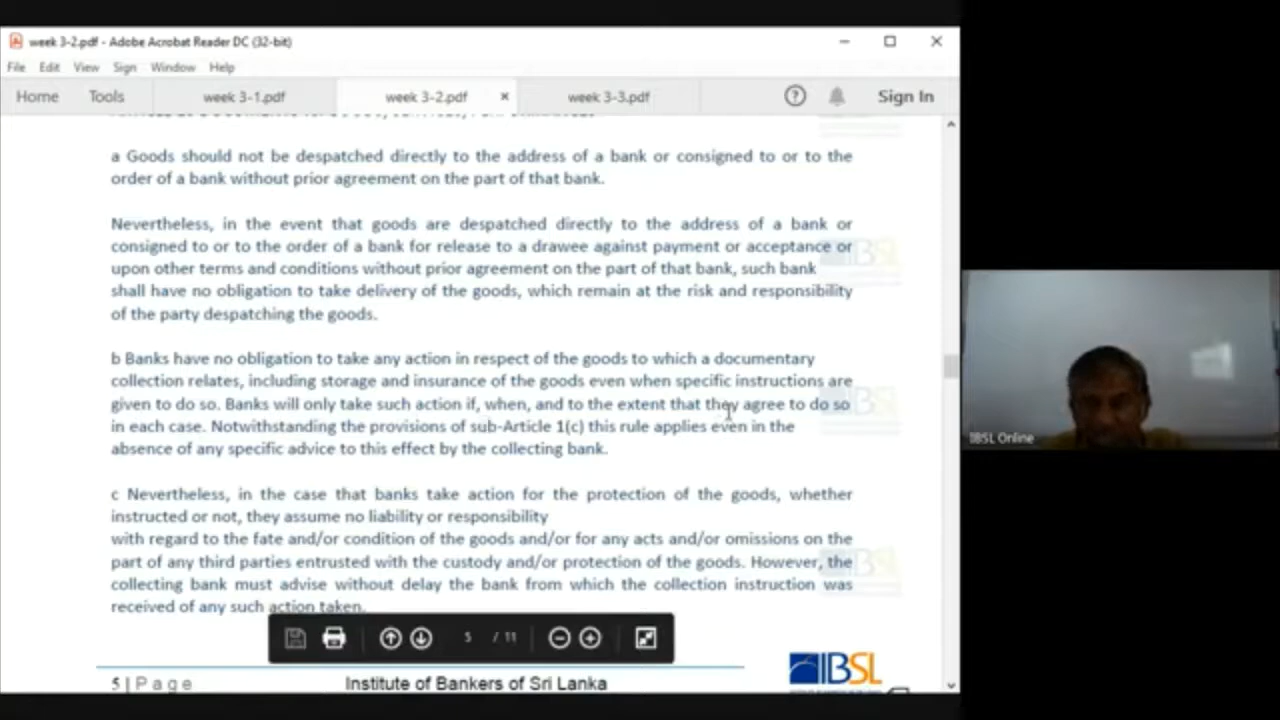 week 3-2.pdf - Adobe Acrobat Reader DC (32-bit)
File Edit View Sign Window Help
Home Tools week 3-1.pdf week 3-2.pdf × week 3-3.pdf ? Sign In
a Goods should not be despatched directly to the address of a bank or consigned to or to the
order of a bank without prior agreement on the part of that bank.
Nevertheless, in the event that goods are despatched directly to the address of a bank or
consigned to or to the order of a bank for release to a drawee against payment or acceptance or
upon other terms and conditions without prior agreement on the part of that bank, such bank
shall have no obligation to take delivery of the goods, which remain at the risk and responsibility
of the party despatching the goods.
b Banks have no obligation to take any action in respect of the goods to which a documentary
collection relates, including storage and insurance of the goods even when specific instructions are
given to do so. Banks will only take such action if, when, and to the extent that they agree to do so
in each case. Notwithstanding the provisions of sub-Article 1(c) this rule applies even in the
absence of any specific advice to this effect by the collecting bank.
c Nevertheless, in the case that banks take action for the protection of the goods, whether
instructed or not, they assume no liability or responsibility
with regard to the fate and/or condition of the goods and/or for any acts and/or omissions on the
part of any third parties entrusted with the custody and/or protection of the goods. However, the
collecting bank must advise without delay the bank from which the collection instruction was
received of any such action taken.
5 / 11
5 | Page Institute of Bankers of Sri Lanka IBSL
IBSL Online